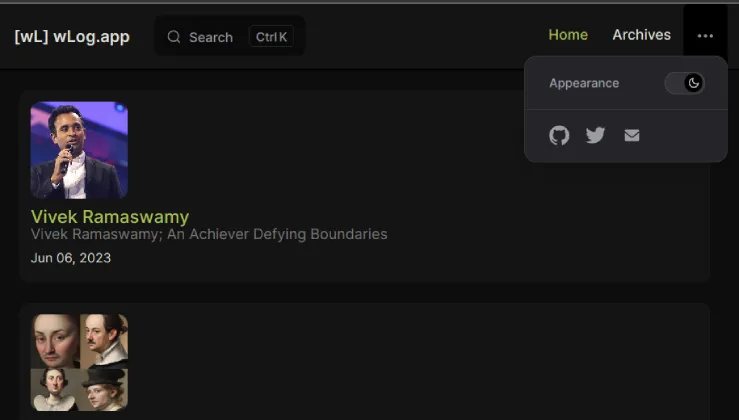 [wL] wLog.app
Search
Ctrl K
Home
Archives
Appearance
Vivek Ramaswamy
Vivek Ramaswamy; An Achiever Defying Boundaries
Jun 06, 2023